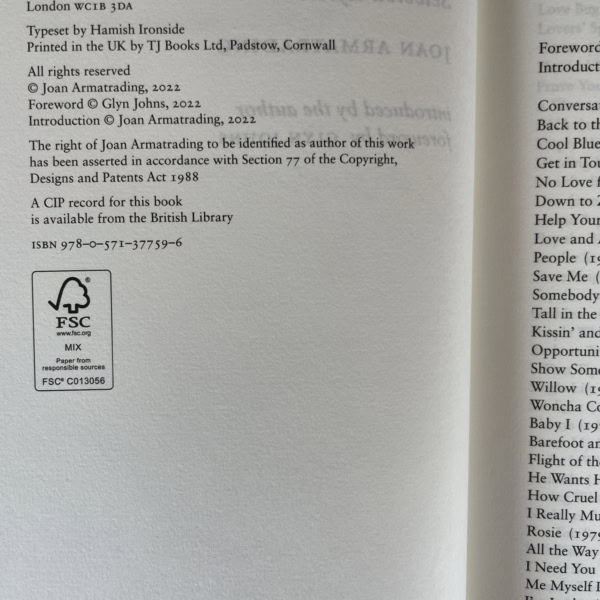 London WC1B 3DA
Typeset by Hamish Ironside
Printed in the UK by TJ Books Ltd, Padstow, Cornwall
All rights reserved
© Joan Armatrading, 2022
Foreword © Glyn Johns, 2022
Introduction © Joan Armatrading, 2022
The right of Joan Armatrading to be identified as author of this work
has been asserted in accordance with Section 77 of the Copyright,
Designs and Patents Act 1988
A CIP record for this book
is available from the British Library
ISBN 978-0-571-37759-6
FSC®
www.fsc.org
MIX
Paper from
responsible sources
FSC® C013056
Foreword
Introduct
Conversa
Back to th
Cool Blue
Get in Tou
No Love f
Down to Z
Help Your
Love and
People (19
Save Me (
Somebody
Tall in the
Kissin' and
Opportuni
Show Some
Willow (19
Woncha Co
Baby I (19
Barefoot an
Flight of th
He Wants H
How Cruel
I Really Mu
Rosie (1979
All the Way
I Need You
Me Myself I